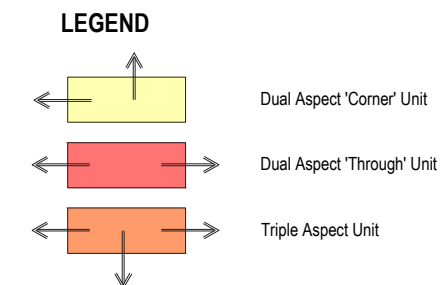 LEGEND
Dual Aspect 'Corner' Unit
Dual Aspect 'Through' Unit
Triple Aspect Unit